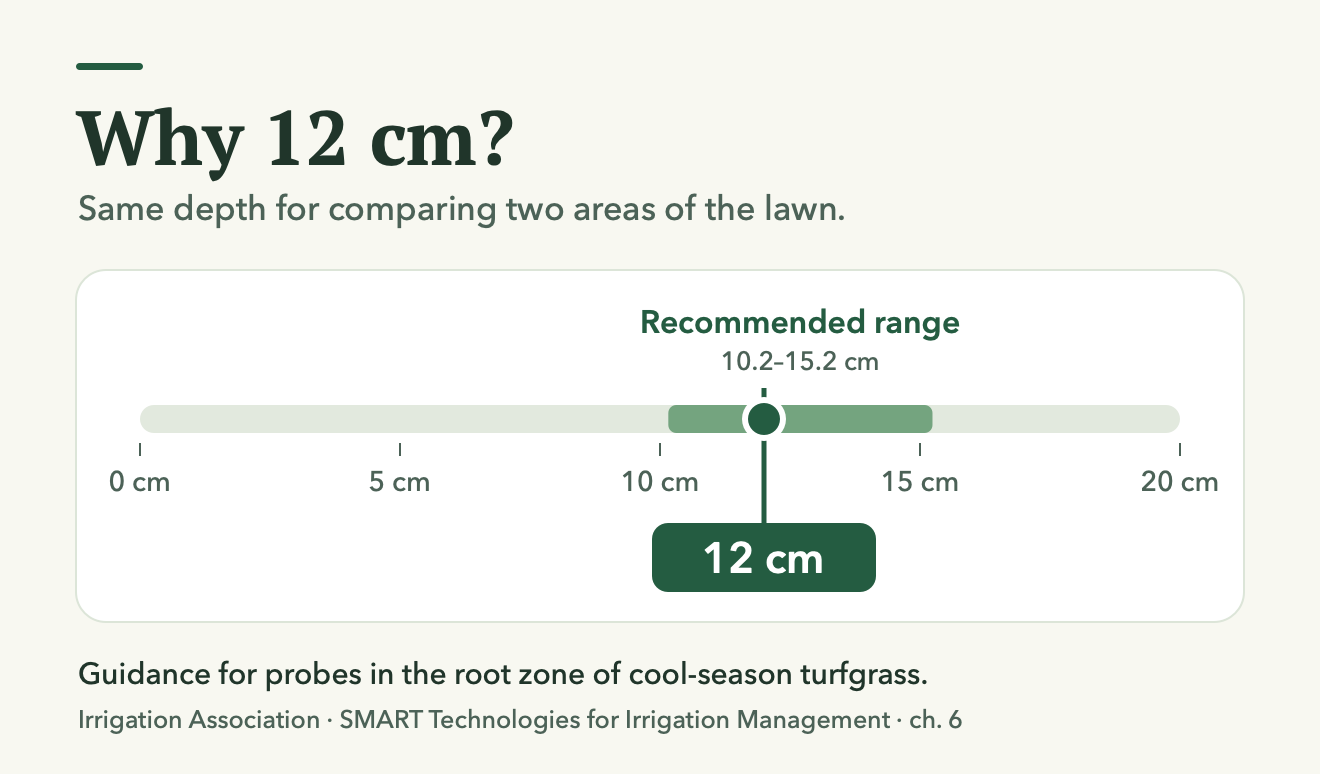 Why 12 cm?
Same depth for comparing two areas of the lawn.
Recommended range
10.2–15.2 cm
0 cm 5 cm 10 cm 15 cm 20 cm
12 cm
Guidance for probes in the root zone of cool-season turfgrass.
Irrigation Association · SMART Technologies for Irrigation Management · ch. 6